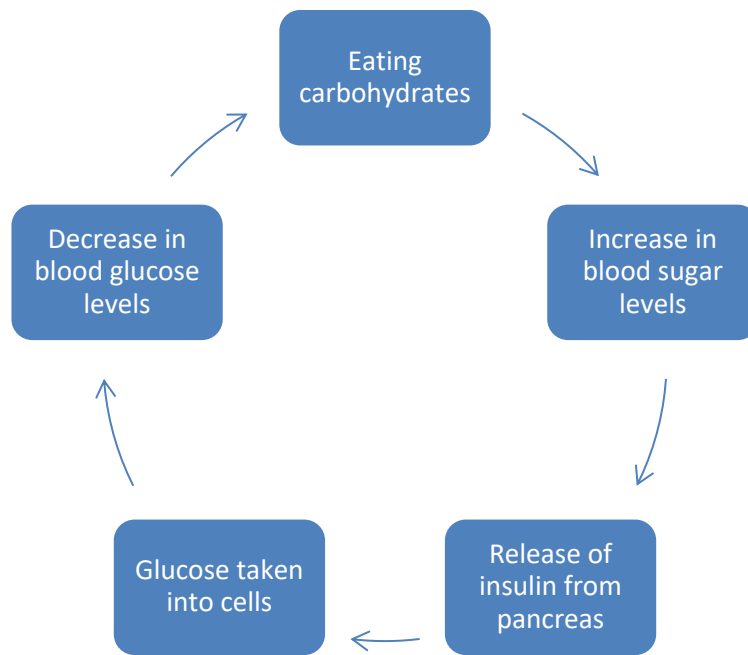 Eating
carbohydrates
Increase in
blood sugar
levels
Release of
insulin from
pancreas
Glucose taken
into cells
Decrease in
blood glucose
levels